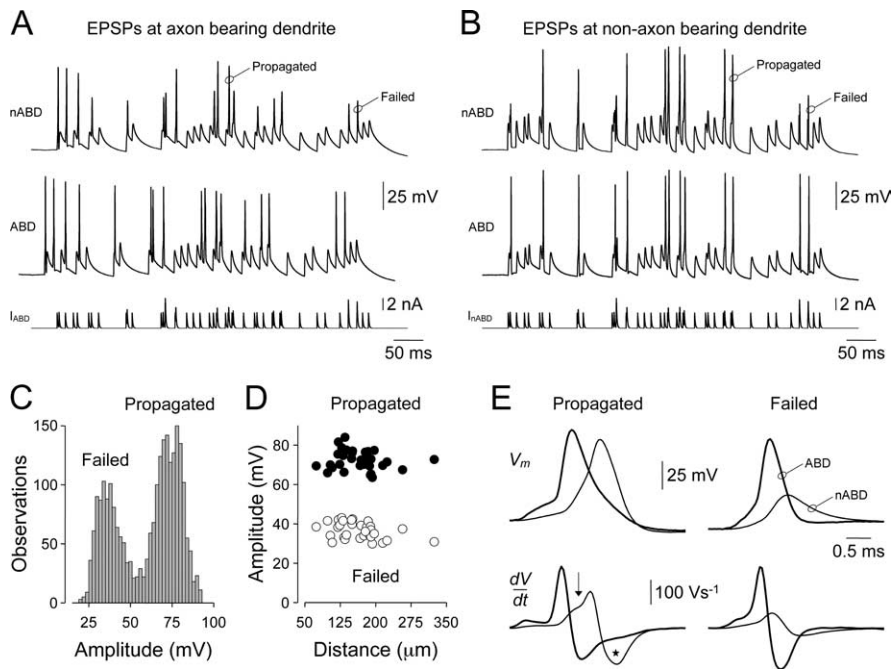 A
EPSPs at axon bearing dendrite
nABD
Propagated
Failed
25 mV
ABD
2 nA
IABD
50 ms
B
EPSPs at non-axon bearing dendrite
nABD
Propagated
Failed
25 mV
ABD
2 nA
InABD
50 ms
C
Propagated
Failed
Observations
150
100
50
0
25 50 75 100
Amplitude (mV)
D
Propagated
Amplitude (mV)
80
60
40
20
0
Failed
50 125 200 275 350
Distance (μm)
E
Propagated
Failed
Vm
25 mV
ABD
nABD
0.5 ms
dV
dt
100 Vs-1